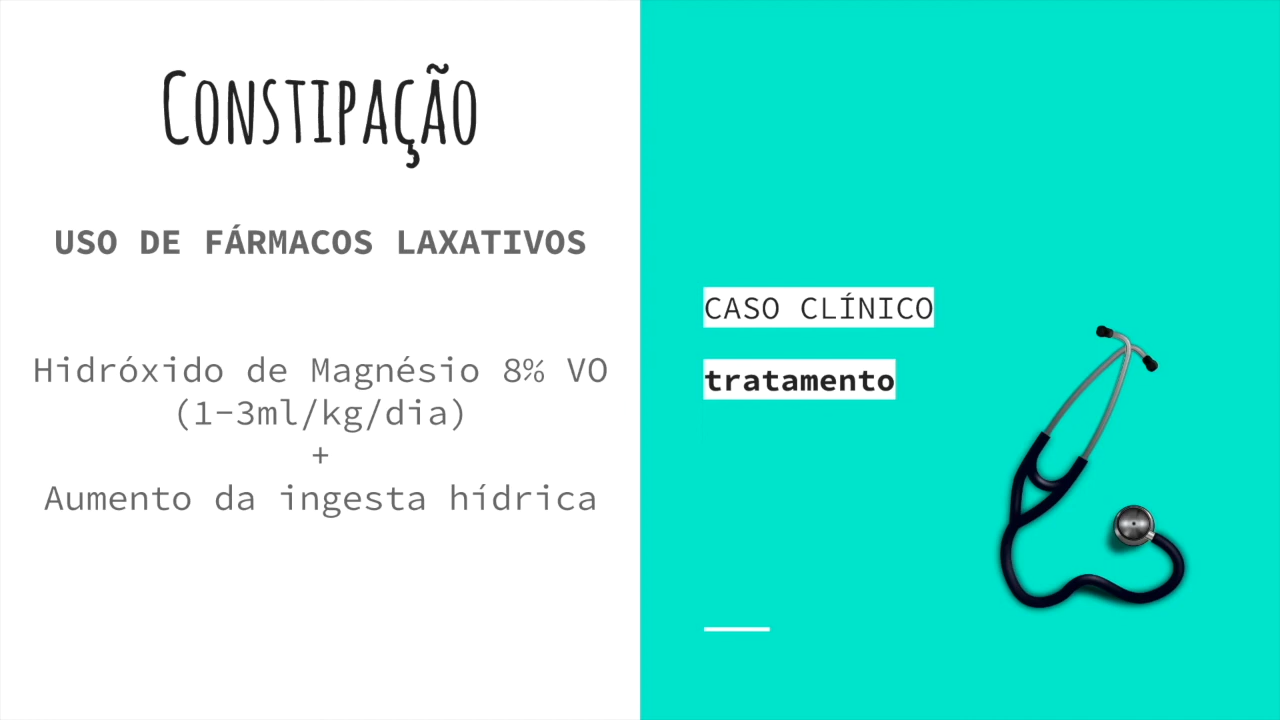 Constipação
USO DE FÁRMACOS LAXATIVOS
Hidróxido de Magnésio 8% VO
(1-3ml/kg/dia)
+
Aumento da ingesta hídrica
CASO CLÍNICO
tratamento